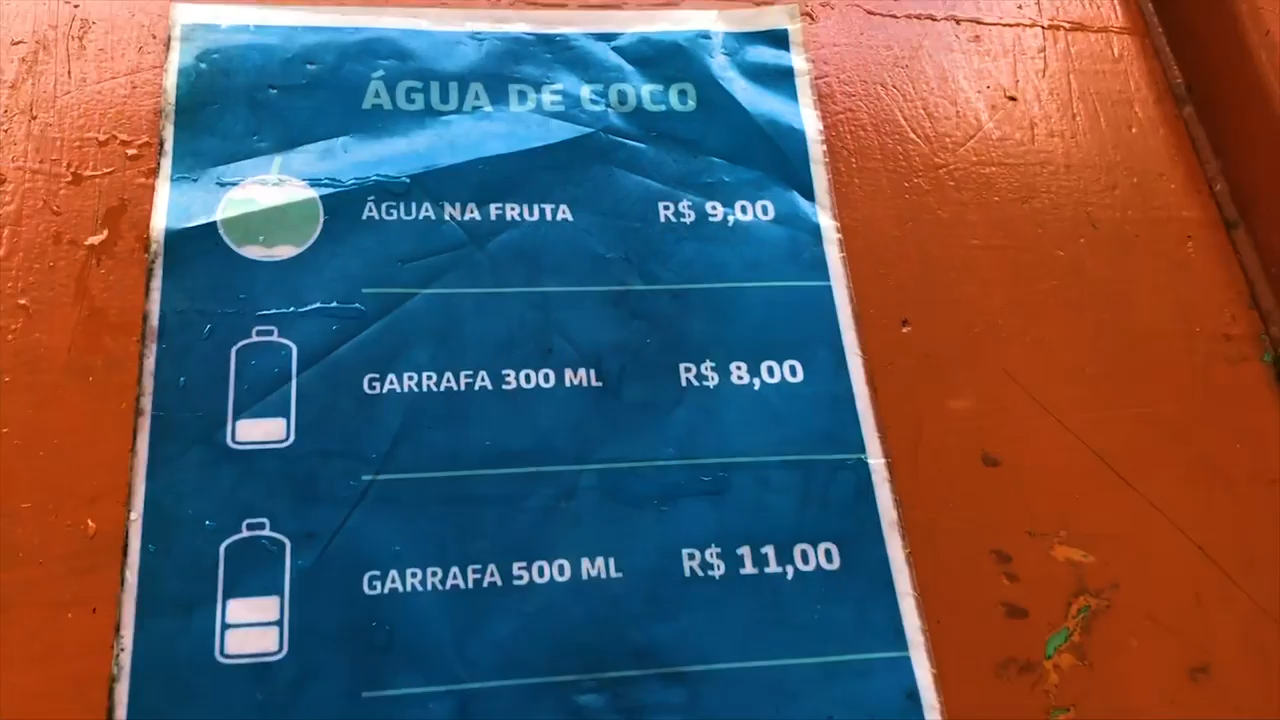 ÁGUA DE COCO
ÁGUA NA FRUTA R$ 9,00
GARRAFA 300 ML R$ 8,00
GARRAFA 500 ML R$ 11,00